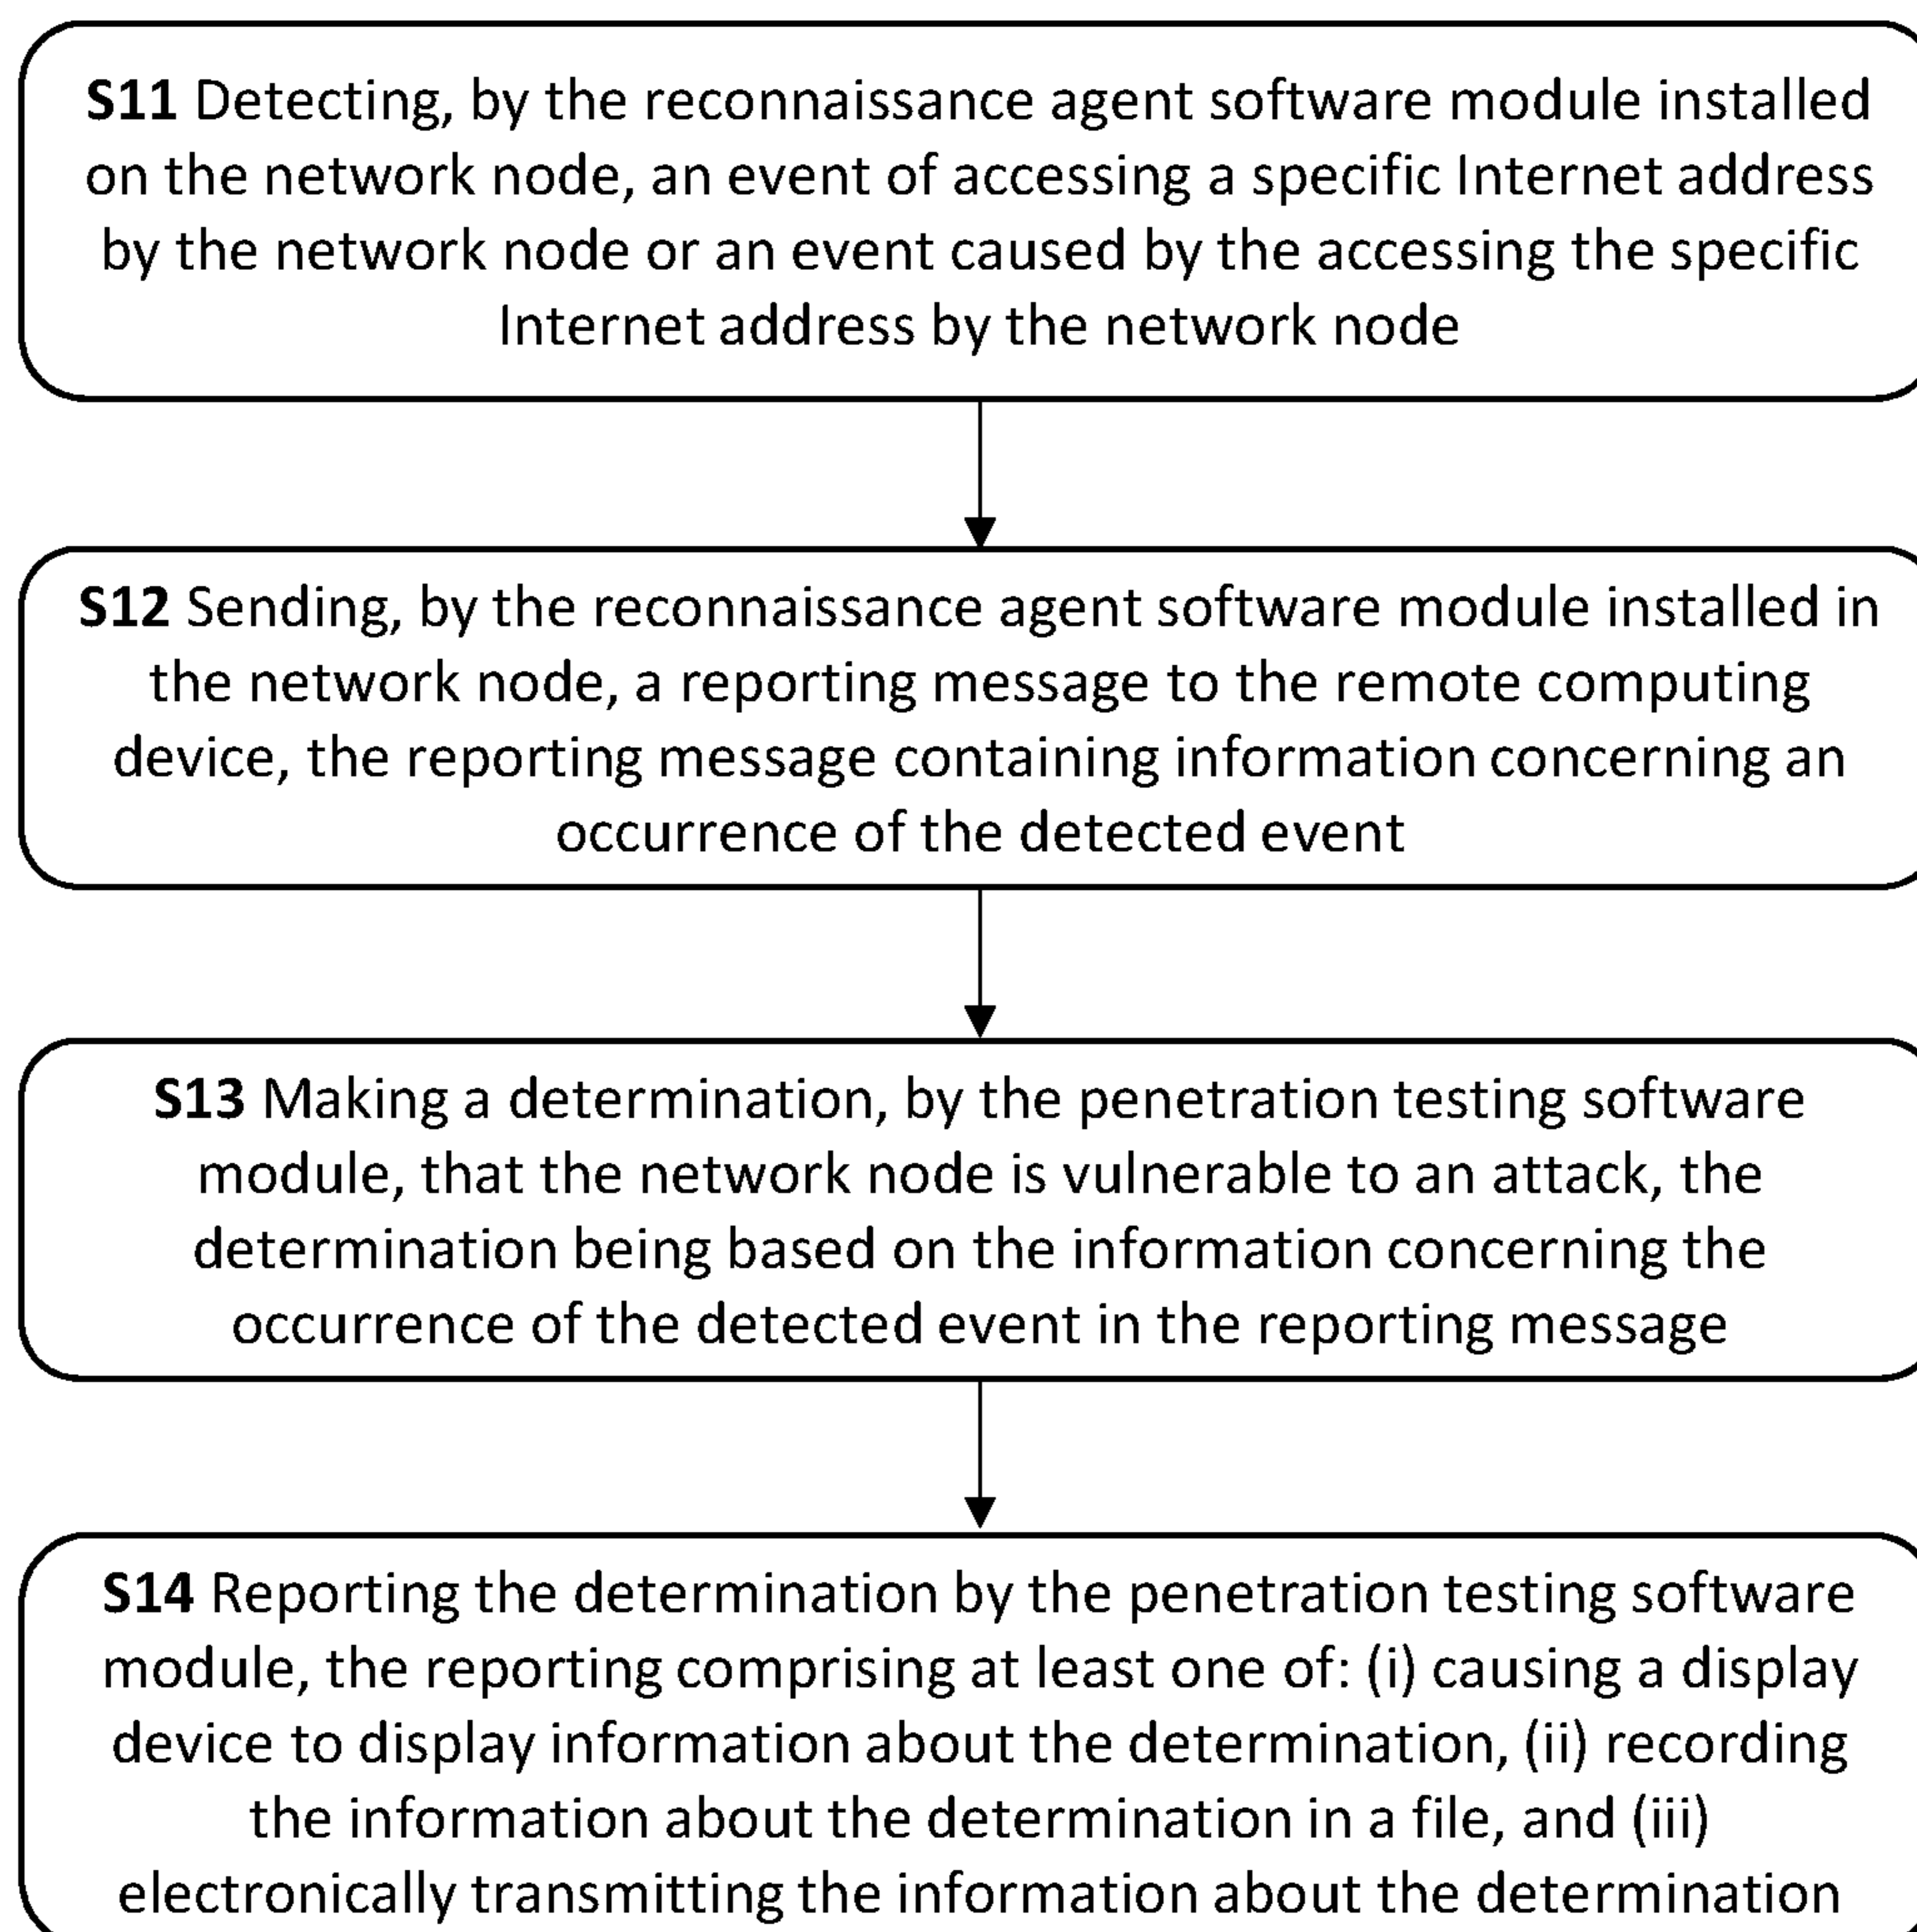 S11 Detecting, by the reconnaissance agent software module installed
on the network node, an event of accessing a specific Internet address
by the network node or an event caused by the accessing the specific
Internet address by the network node
S12 Sending, by the reconnaissance agent software module installed in
the network node, a reporting message to the remote computing
device, the reporting message containing information concerning an
occurrence of the detected event
S13 Making a determination, by the penetration testing software
module, that the network node is vulnerable to an attack, the
determination being based on the information concerning the
occurrence of the detected event in the reporting message
S14 Reporting the determination by the penetration testing software
module, the reporting comprising at least one of: (i) causing a display
device to display information about the determination, (ii) recording
the information about the determination in a file, and (iii)
electronically transmitting the information about the determination